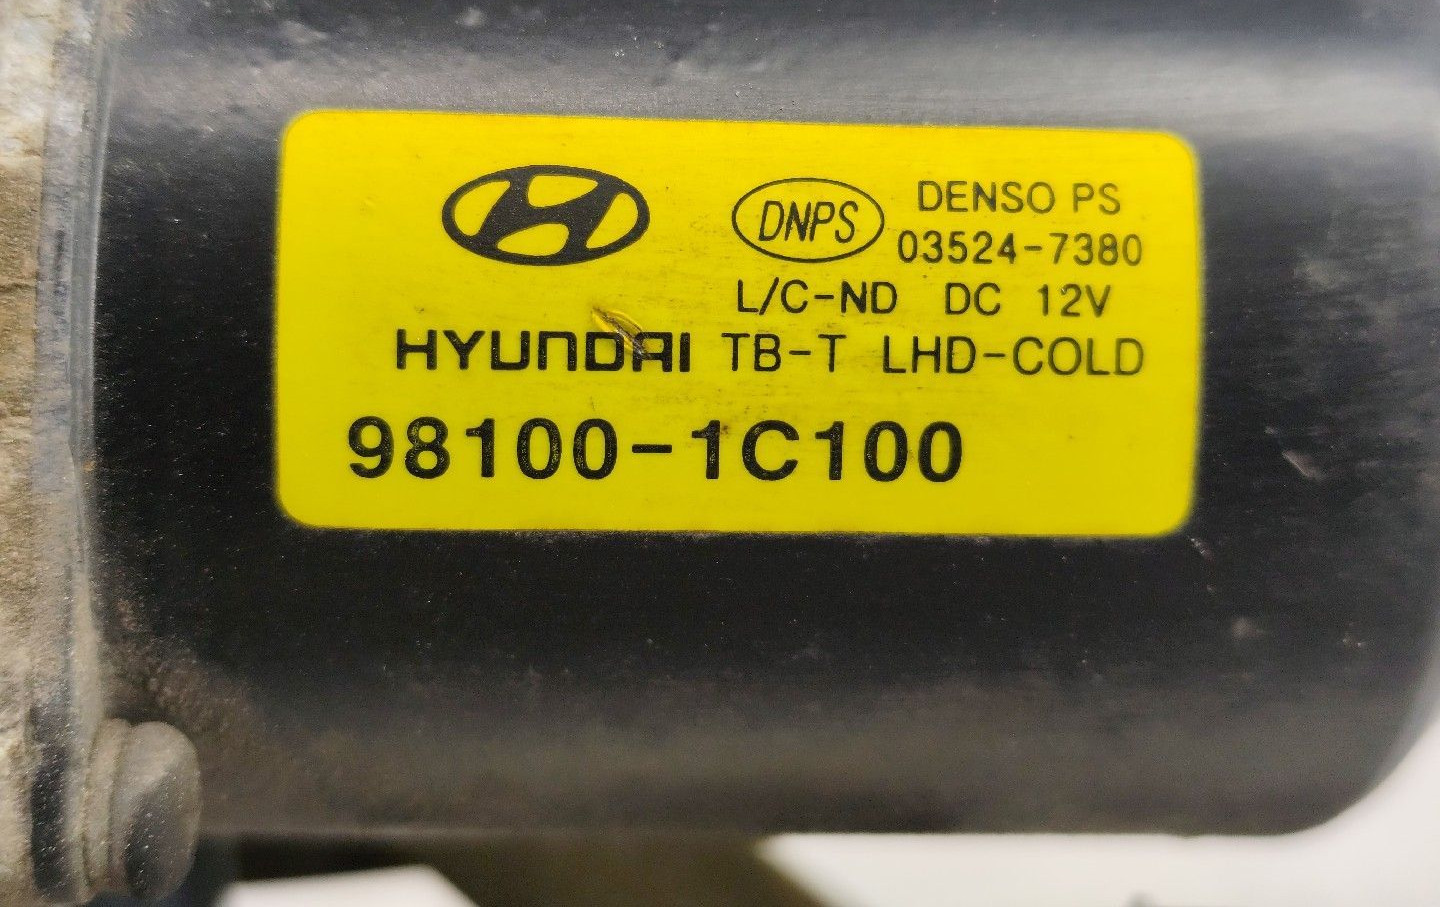 DNPS DENSO PS
03524-7380
L/C-ND DC 12V
HYUNDAI TB-T LHD-COLD
98100-1C100